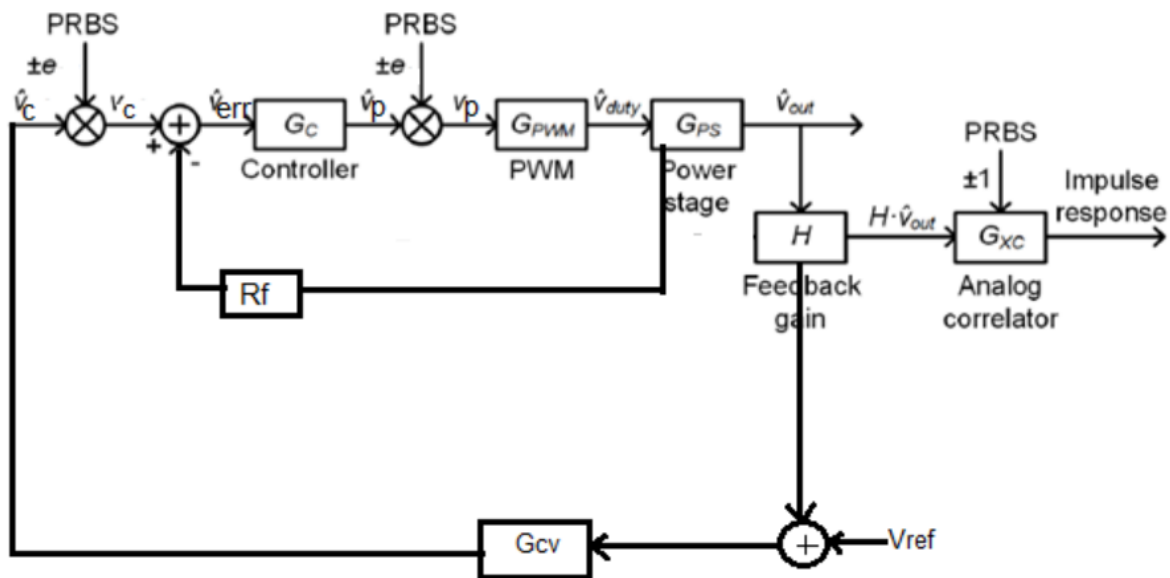 PRBS
PRBS
±e
±e
v̂c
vc
v̂err
GC
v̂p
vp
GPWM
v̂duty
GPS
v̂out
+
+
-
Controller
PWM
Power
stage
PRBS
±1
Impulse
response
H
H·v̂out
GXC
Rf
Feedback
gain
Analog
correlator
Gcv
+
Vref